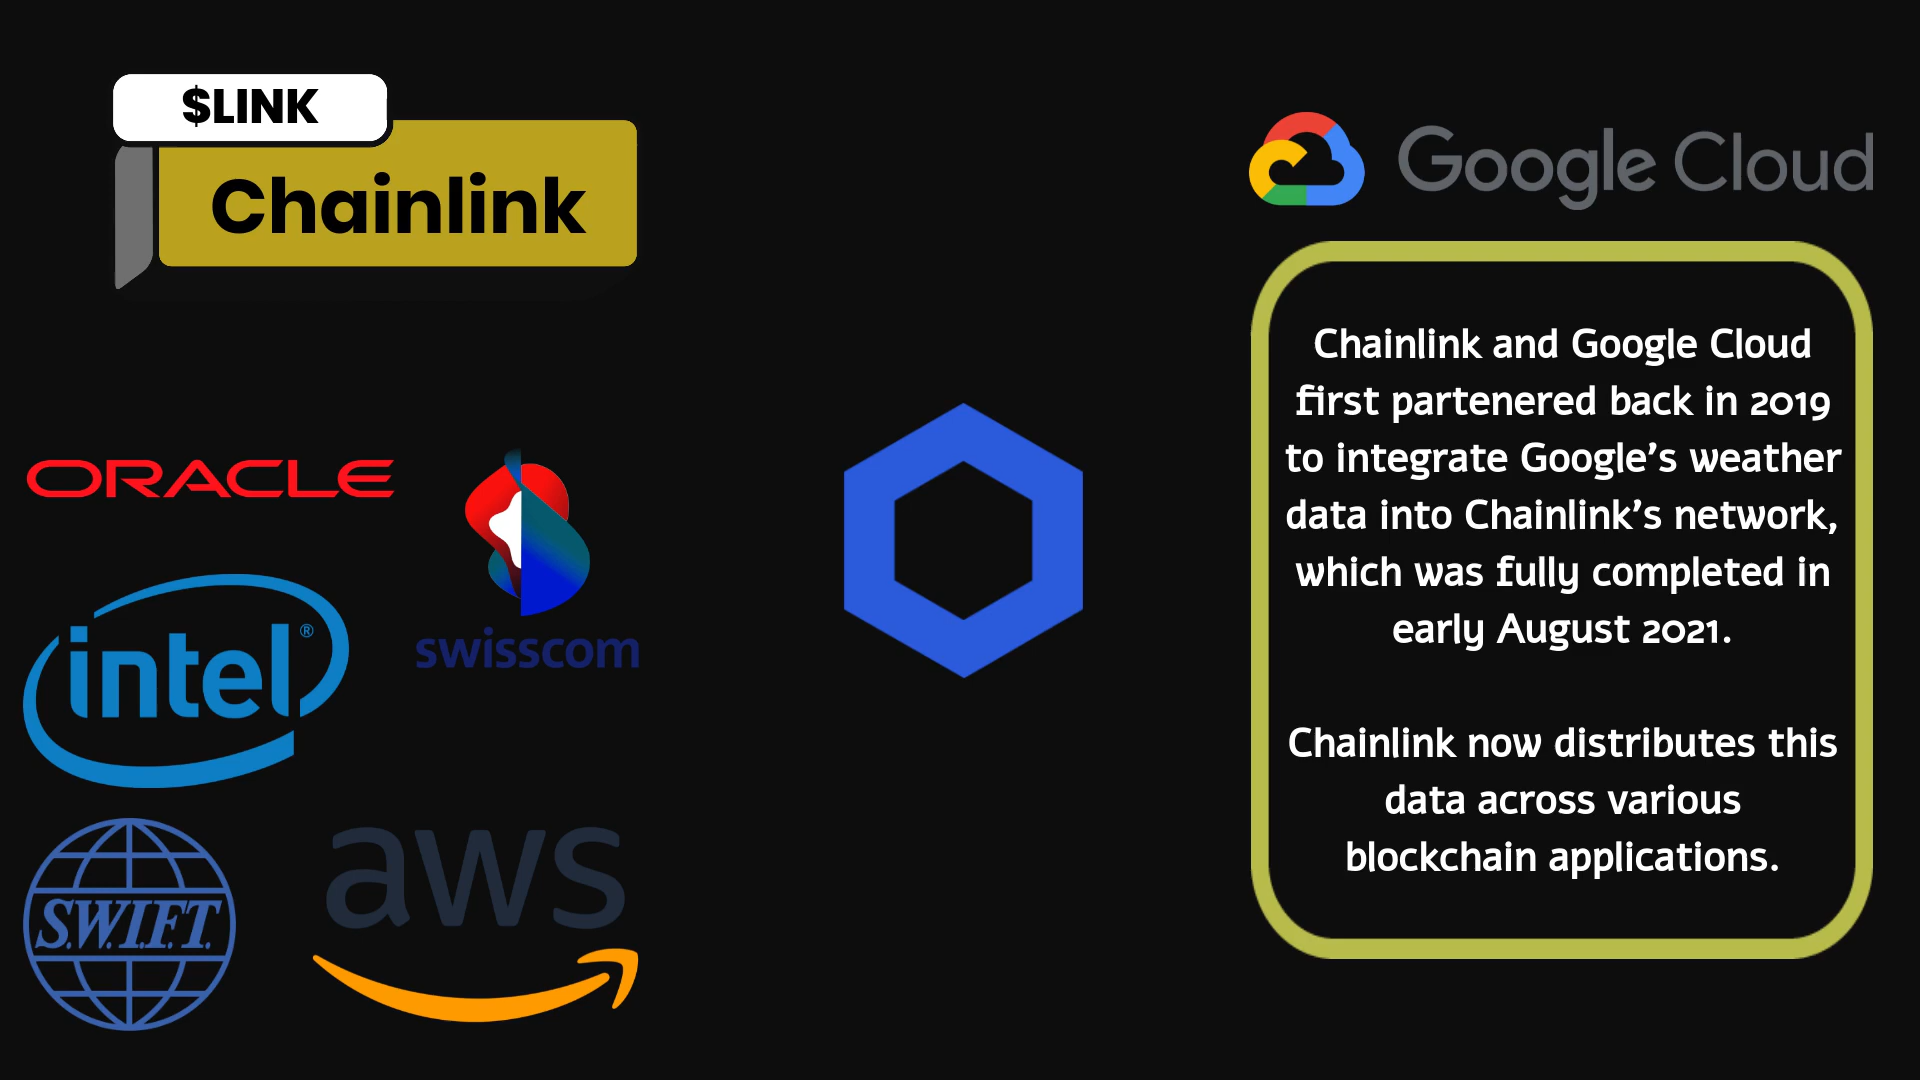 $LINK
Chainlink
ORACLE
swisscom
intel®
S.W.I.F.T.
aws
Google Cloud
Chainlink and Google Cloud
first partenered back in 2019
to integrate Google's weather
data into Chainlink's network,
which was fully completed in
early August 2021.
Chainlink now distributes this
data across various
blockchain applications.